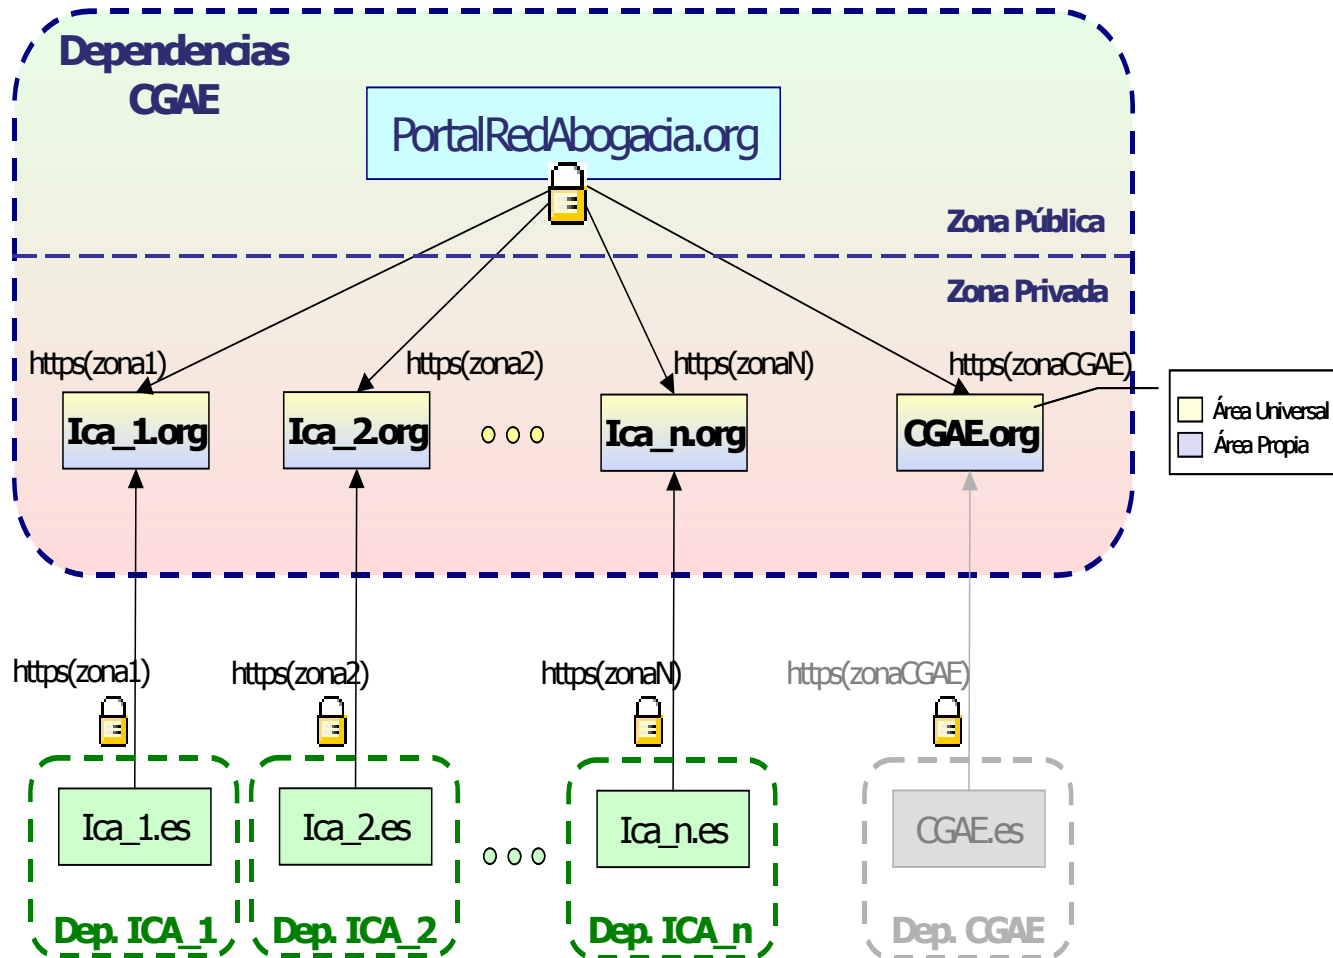 Dependencias
CGAE
PortalRedAbogacia.org
Zona Pública
Zona Privada
https(zona1)
https(zona2)
https(zonaN)
https(zonaCGAE)
Ica_1.org
Ica_2.org
Ica_n.org
CGAE.org
Área Universal
Área Propia
https(zona1)
https(zona2)
https(zonaN)
https(zonaCGAE)
Ica_1.es
Ica_2.es
Ica_n.es
CGAE.es
Dep. ICA_1
Dep. ICA_2
Dep. ICA_n
Dep. CGAE